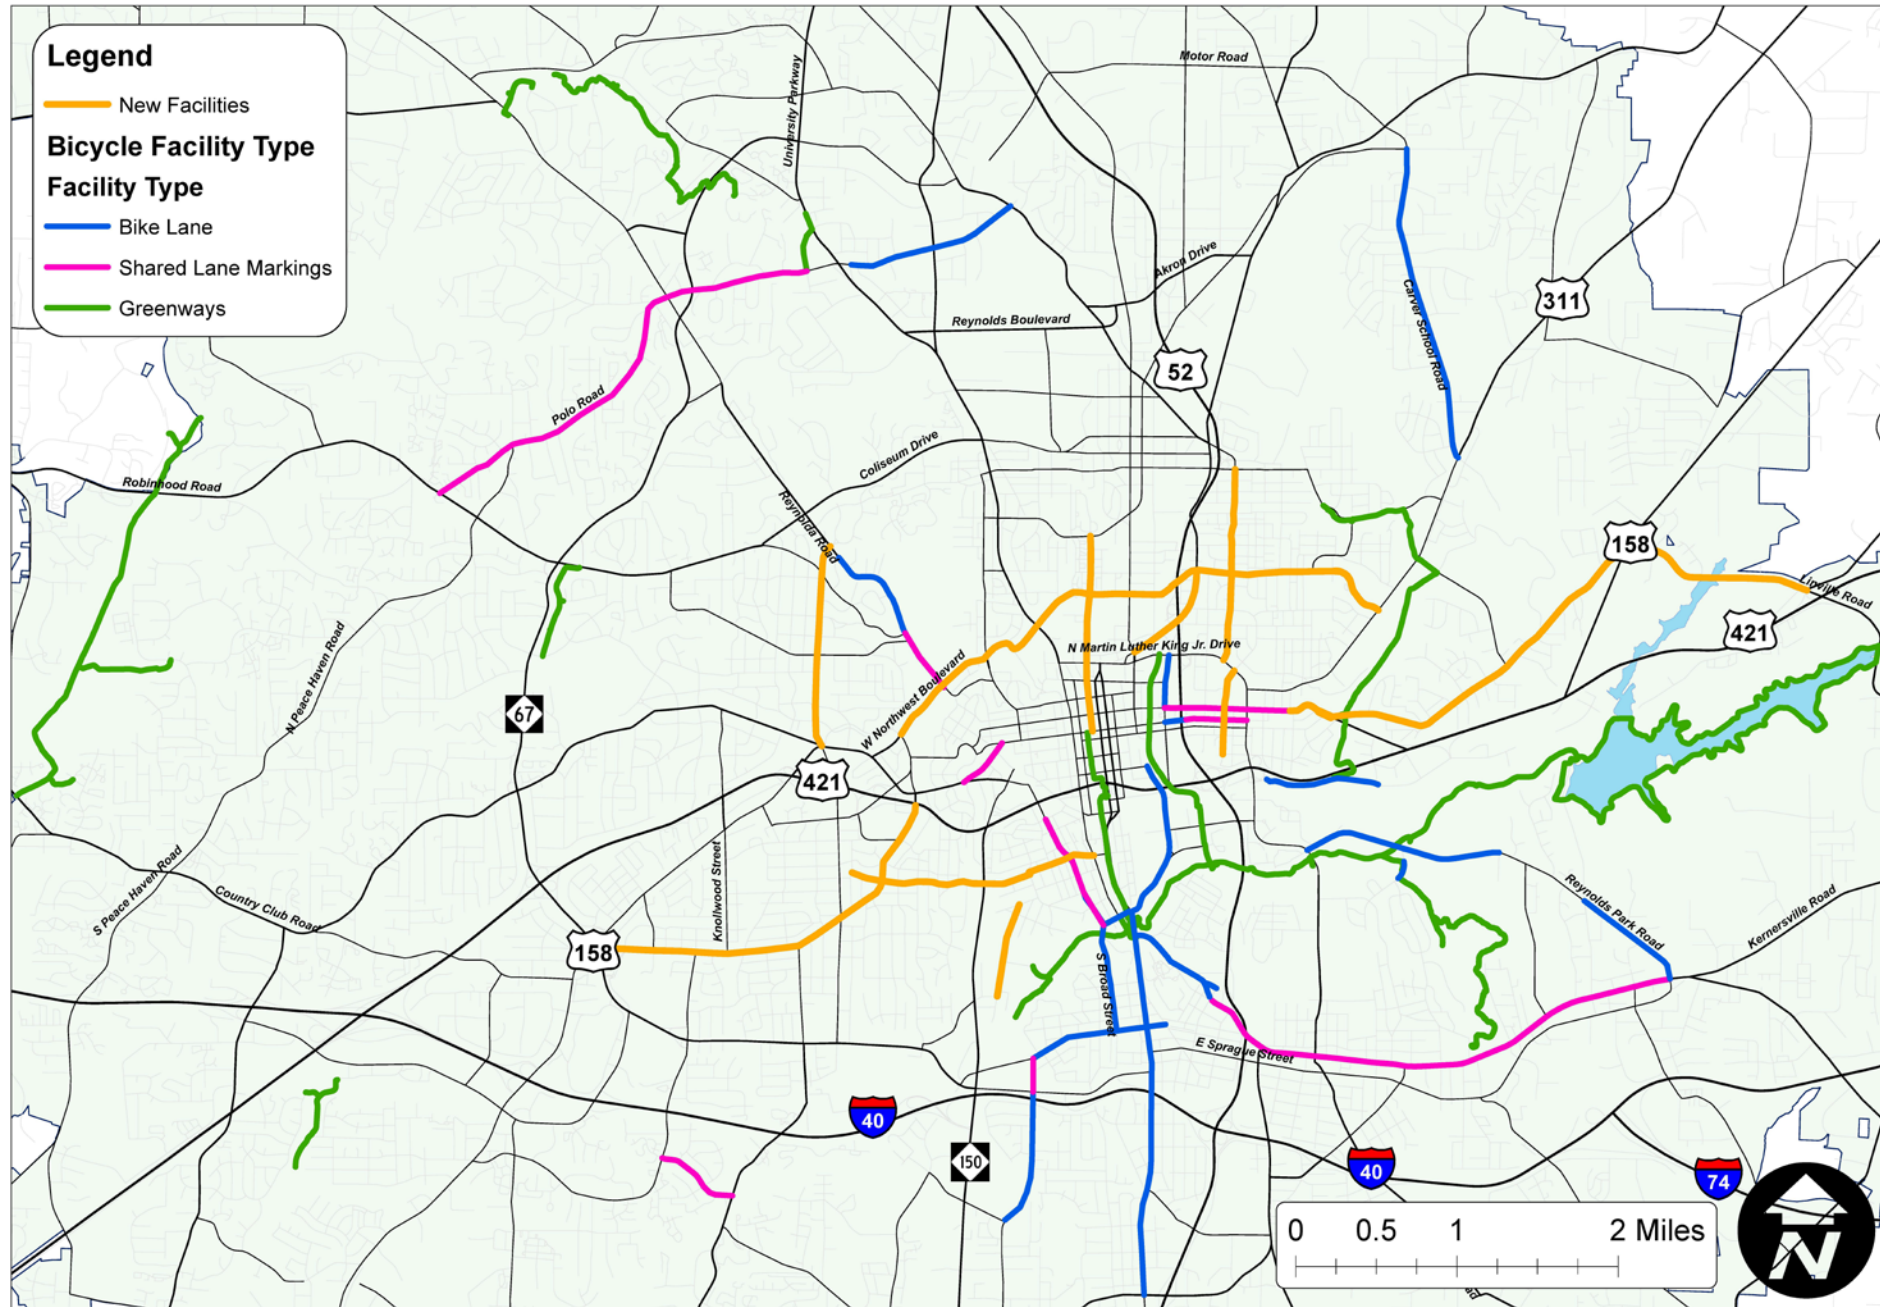 Legend
New Facilities
Bicycle Facility Type
Facility Type
Bike Lane
Shared Lane Markings
Greenways
University Parkway
Motor Road
Akron Drive
Reynolds Boulevard
311
52
Carver School Road
Polo Road
Coliseum Drive
Robinhood Road
Reynolda Road
158
Linville Road
421
N Martin Luther King Jr. Drive
N Peace Haven Road
W Northwest Boulevard
67
421
Knollwood Street
S Peace Haven Road
Country Club Road
Reynolds Park Road
Kernersville Road
158
S Broad Street
E Sprague Street
40
150
40
74
0 0.5 1 2 Miles
N